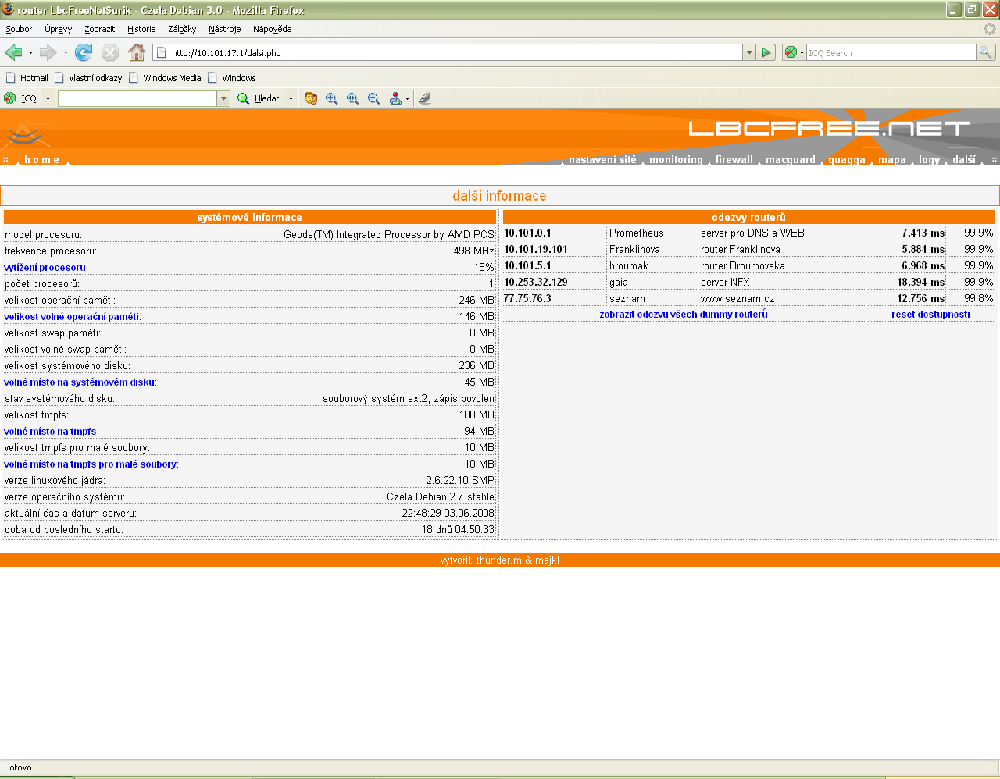 router LbcFreeNetSurik - Czela Debian 3.0 - Mozilla Firefox
Soubor Úpravy Zobrazit Historie Záložky Nástroje Nápověda
http://10.101.17.1/dalsi.php ICQ Search
Hotmail Vlastní odkazy Windows Media Windows
ICQ Hledat
LBCFREE.NET
:: home nastavení sítě monitoring firewall macguard quagga mapa logy další ::
další informace
systémové informace
model procesoru: Geode(TM) Integrated Processor by AMD PCS
frekvence procesoru: 498 MHz
vytížení procesoru: 18%
počet procesorů: 1
velikost operační paměti: 246 MB
velikost volné operační paměti: 146 MB
velikost swap paměti: 0 MB
velikost volné swap paměti: 0 MB
velikost systémového disku: 236 MB
volné místo na systémovém disku: 45 MB
stav systémového disku: souborový systém ext2, zápis povolen
velikost tmpfs: 100 MB
volné místo na tmpfs: 94 MB
velikost tmpfs pro malé soubory: 10 MB
volné místo na tmpfs pro malé soubory: 10 MB
verze linuxového jádra: 2.6.22.10 SMP
verze operačního systému: Czela Debian 2.7 stable
aktuální čas a datum serveru: 22:48:29 03.06.2008
doba od posledního startu: 18 dnů 04:50:33
odezvy routerů
10.101.0.1 Prometheus server pro DNS a WEB 7.413 ms 99.9%
10.101.19.101 Franklinova router Franklinova 5.884 ms 99.9%
10.101.5.1 broumak router Broumovska 6.968 ms 99.9%
10.253.32.129 gaia server NFX 18.394 ms 99.9%
77.75.76.3 seznam www.seznam.cz 12.756 ms 99.8%
zobrazit odezvu všech dummy routerů reset dostupnosti
vytvořil: thunder.m & majkl
Hotovo